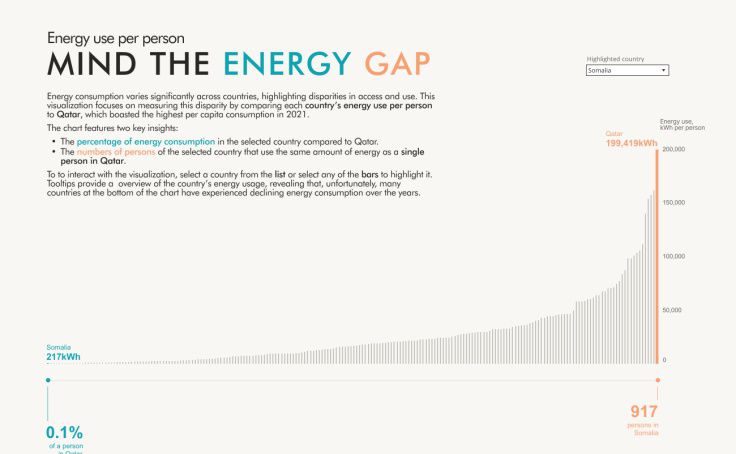 Energy use per person
MIND THE ENERGY GAP
Highlighted country
Somalia
Energy consumption varies significantly across countries, highlighting disparities in access and use. This
visualization focuses on measuring this disparity by comparing each country's energy use per person
to Qatar, which boasted the highest per capita consumption in 2021.
The chart features two key insights:
▪ The percentage of energy consumption in the selected country compared to Qatar.
▪ The numbers of persons of the selected country that use the same amount of energy as a single
person in Qatar.
To to interact with the visualization, select a country from the list or select any of the bars to highlight it.
Tooltips provide a overview of the country's energy usage, revealing that, unfortunately, many
countries at the bottom of the chart have experienced declining energy consumption over the years.
Energy use,
kWh per person
Qatar
199,419kWh
200,000
150,000
100,000
50,000
0
Somalia
217kWh
0.1%
of a person
in Qatar
917
persons in
Somalia